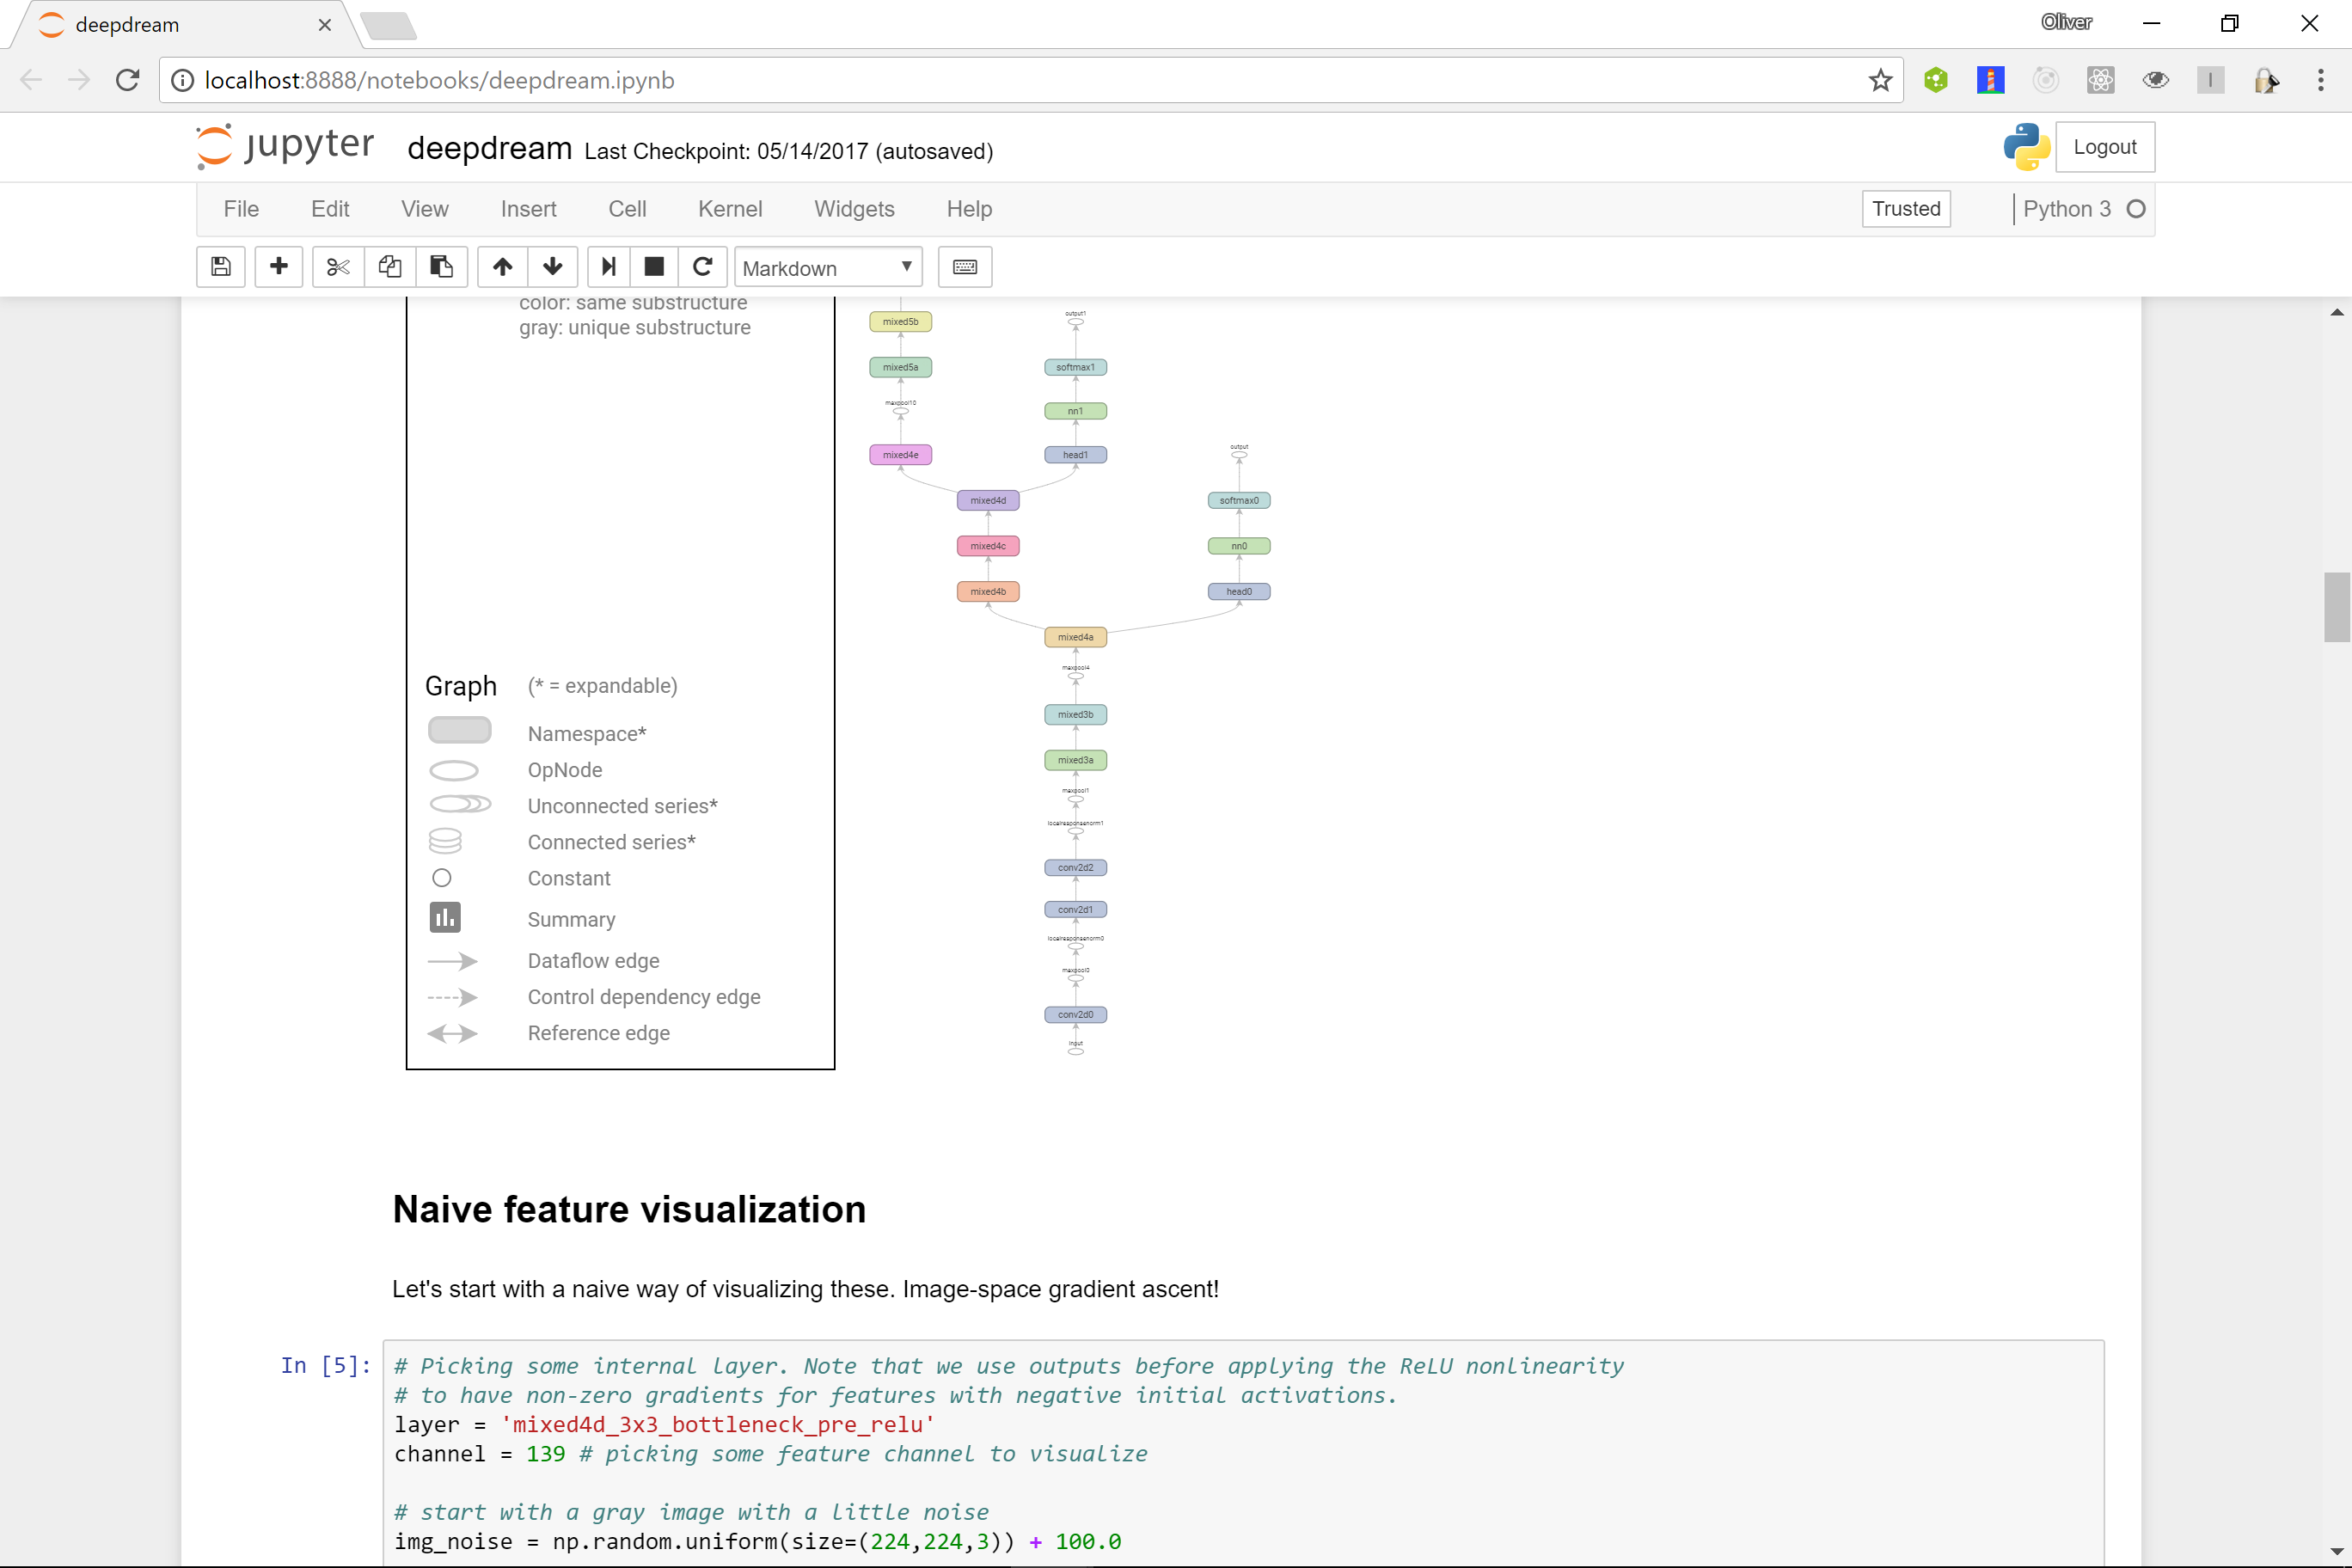 deepdream
Oliver
localhost:8888/notebooks/deepdream.ipynb
jupyter deepdream Last Checkpoint: 05/14/2017 (autosaved)
Logout
File Edit View Insert Cell Kernel Widgets Help
Trusted Python 3
Markdown
color: same substructure
gray: unique substructure
Graph (* = expandable)
Namespace*
OpNode
Unconnected series*
Connected series*
Constant
Summary
Dataflow edge
Control dependency edge
Reference edge
mixed5b
output1
mixed5a
softmax1
maxpool10
nn1
mixed4e
head1
output
mixed4d
softmax0
mixed4c
nn0
mixed4b
head0
mixed4a
maxpool4
mixed3b
mixed3a
maxpool1
localresponsenorm1
conv2d2
conv2d1
localresponsenorm0
maxpool0
conv2d0
input
Naive feature visualization
Let's start with a naive way of visualizing these. Image-space gradient ascent!
In [5]:
# Picking some internal layer. Note that we use outputs before applying the ReLU nonlinearity
# to have non-zero gradients for features with negative initial activations.
layer = 'mixed4d_3x3_bottleneck_pre_relu'
channel = 139 # picking some feature channel to visualize
# start with a gray image with a little noise
img_noise = np.random.uniform(size=(224,224,3)) + 100.0